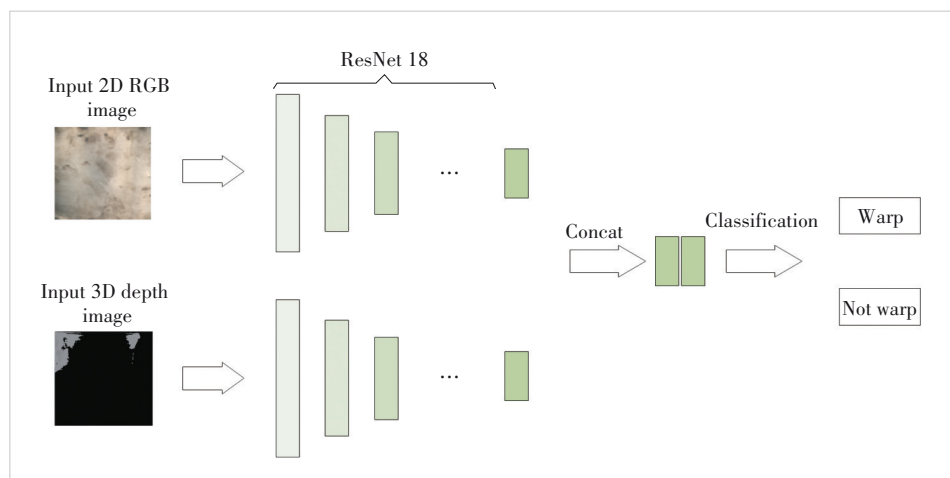 ResNet 18
Input 2D RGB
image
Concat
Classification
Warp
Input 3D depth
image
Not warp
...
...